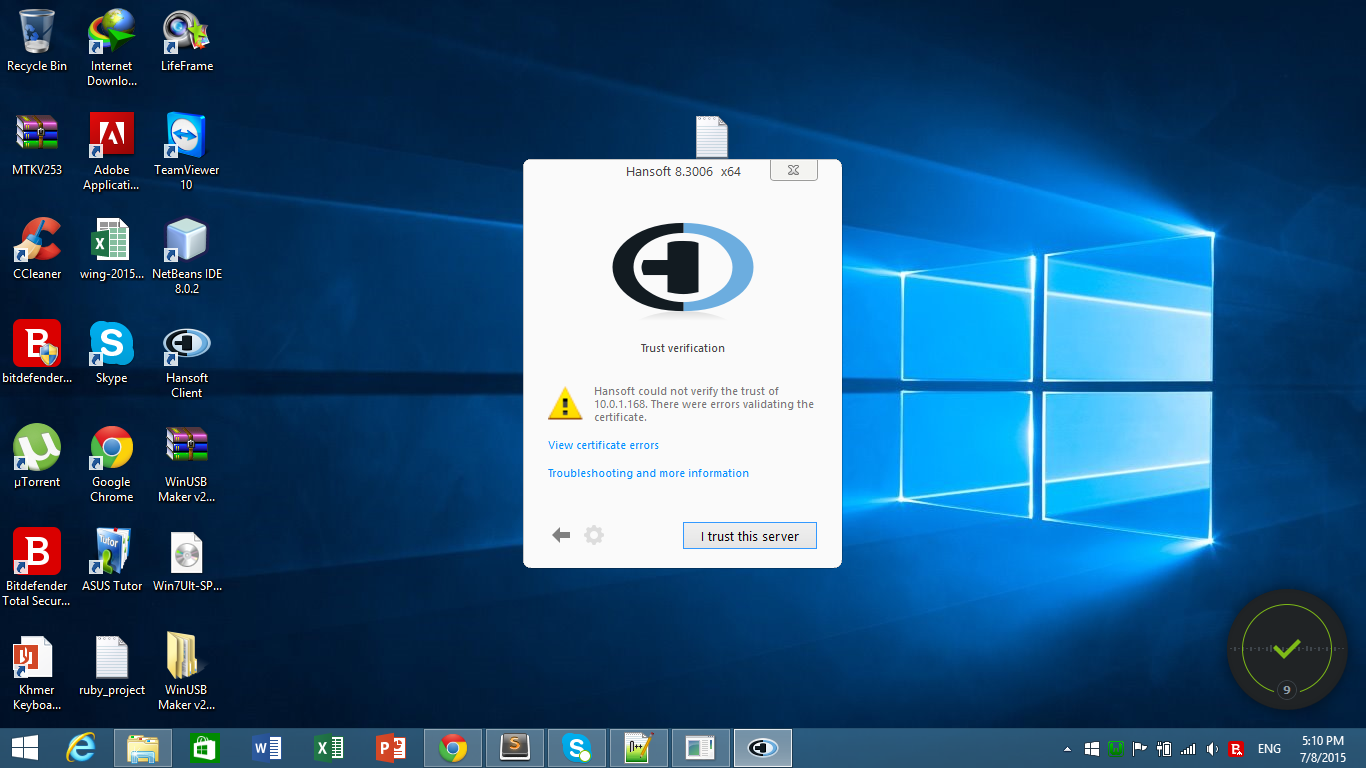 Recycle Bin
Internet
Downlo...
LifeFrame
MTKV253
Adobe
Applicati...
TeamViewer
10
CCleaner
wing-2015...
NetBeans IDE
8.0.2
bitdefender...
Skype
Hansoft
Client
µTorrent
Google
Chrome
WinUSB
Maker v2...
Bitdefender
Total Secur...
Tutor
ASUS Tutor
Win7Ult-SP...
Khmer
Keyboa...
ruby_project
WinUSB
Maker v2...
Hansoft 8.3006 x64
Trust verification
Hansoft could not verify the trust of
10.0.1.168. There were errors validating the
certificate.
View certificate errors
Troubleshooting and more information
I trust this server
9
ENG
5:10 PM
7/8/2015